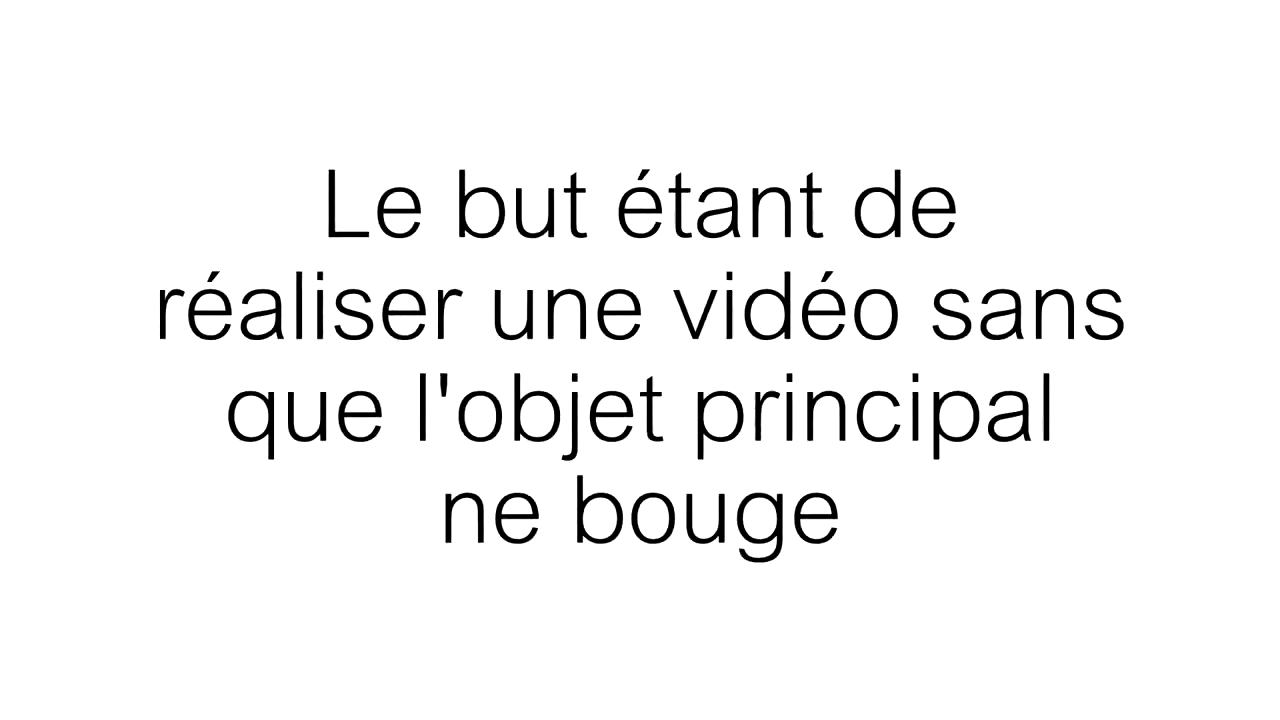 Le but étant de
réaliser une vidéo sans
que l'objet principal
ne bouge